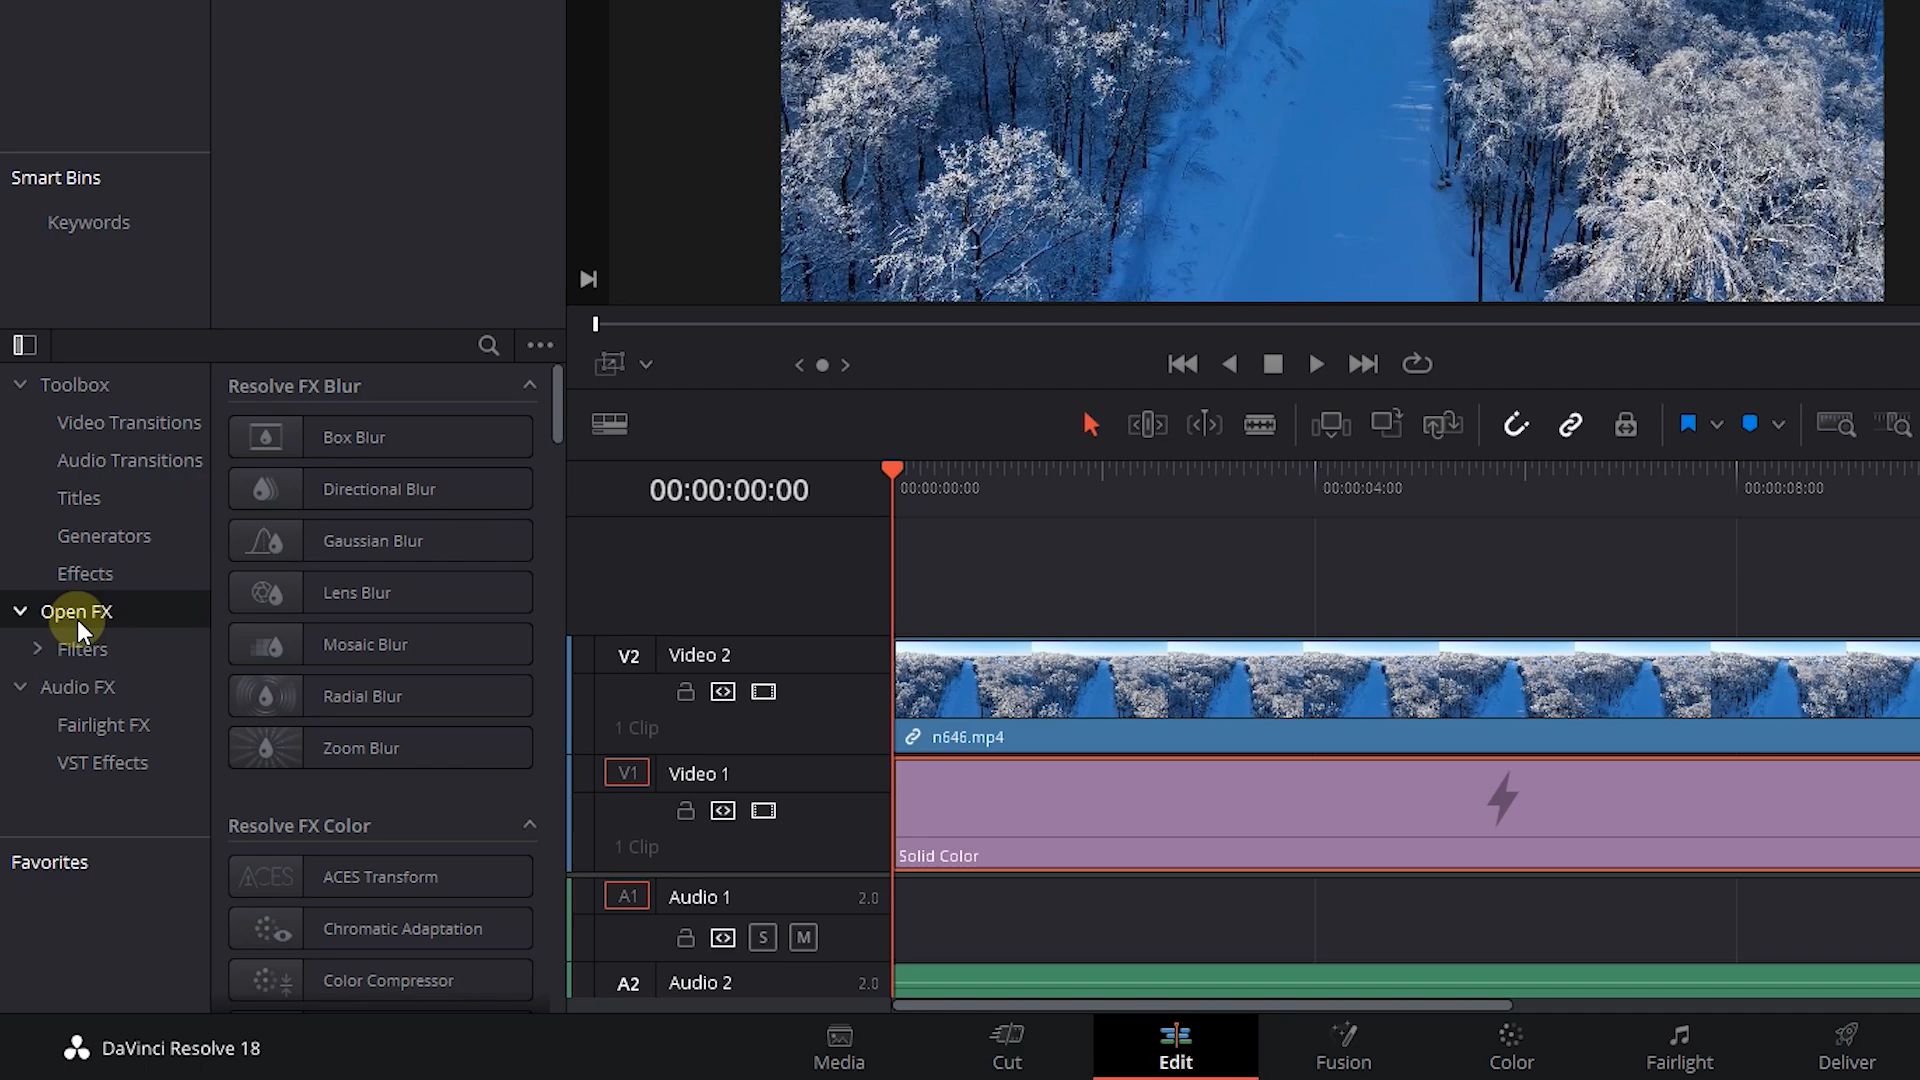 Smart Bins
Keywords
Toolbox
Video Transitions
Audio Transitions
Titles
Generators
Effects
Open FX
Filters
Audio FX
Fairlight FX
VST Effects
Favorites
Resolve FX Blur
Box Blur
Directional Blur
Gaussian Blur
Lens Blur
Mosaic Blur
Radial Blur
Zoom Blur
Resolve FX Color
ACES
ACES Transform
Chromatic Adaptation
Color Compressor
00:00:00:00
00:00:00:00
00:00:04:00
00:00:08:00
V2
Video 2
1 Clip
n646.mp4
V1
Video 1
1 Clip
Solid Color
A1
Audio 1
2.0
S
M
A2
Audio 2
2.0
DaVinci Resolve 18
Media
Cut
Edit
Fusion
Color
Fairlight
Deliver